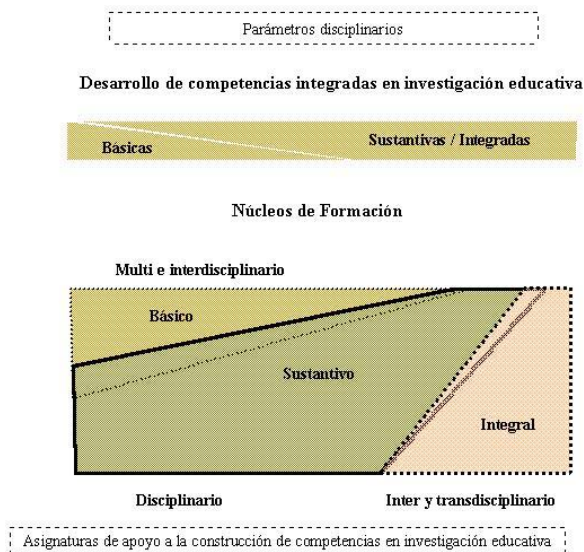 Parámetros disciplinarios
Desarrollo de competencias integradas en investigación educativa
Básicas
Sustantivas / Integradas
Núcleos de Formación
Multi e interdisciplinario
Básico
Sustantivo
Integral
Disciplinario
Inter y transdisciplinario
Asignaturas de apoyo a la construcción de competencias en investigación educativa